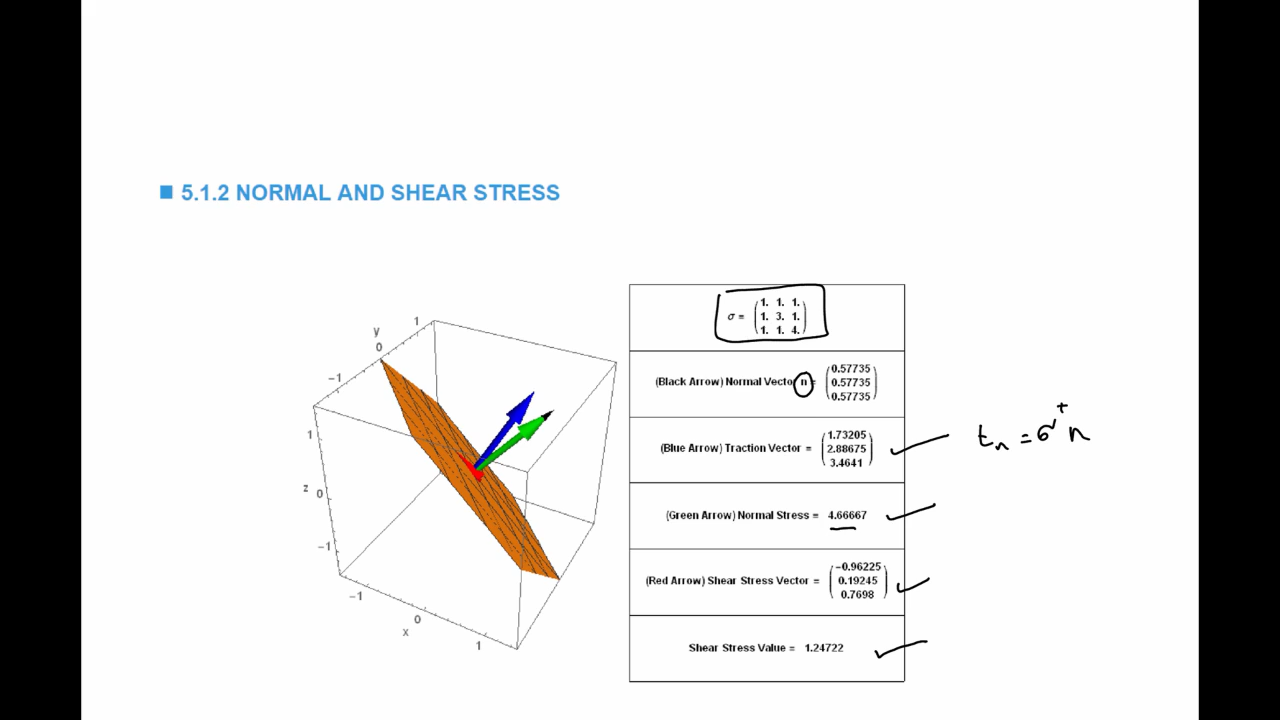 ■ 5.1.2 NORMAL AND SHEAR STRESS
y
1
0
-1
1
z 0
-1
-1
0
x
1
σ = (1. 1. 1.
1. 3. 1.
1. 1. 4.)
(Black Arrow) Normal Vector n = (0.57735
0.57735
0.57735)
(Blue Arrow) Traction Vector = (1.73205
2.88675
3.4641)
(Green Arrow) Normal Stress = 4.66667
(Red Arrow) Shear Stress Vector = (-0.96225
0.19245
0.7698)
Shear Stress Value = 1.24722
tₙ = σᵀ n